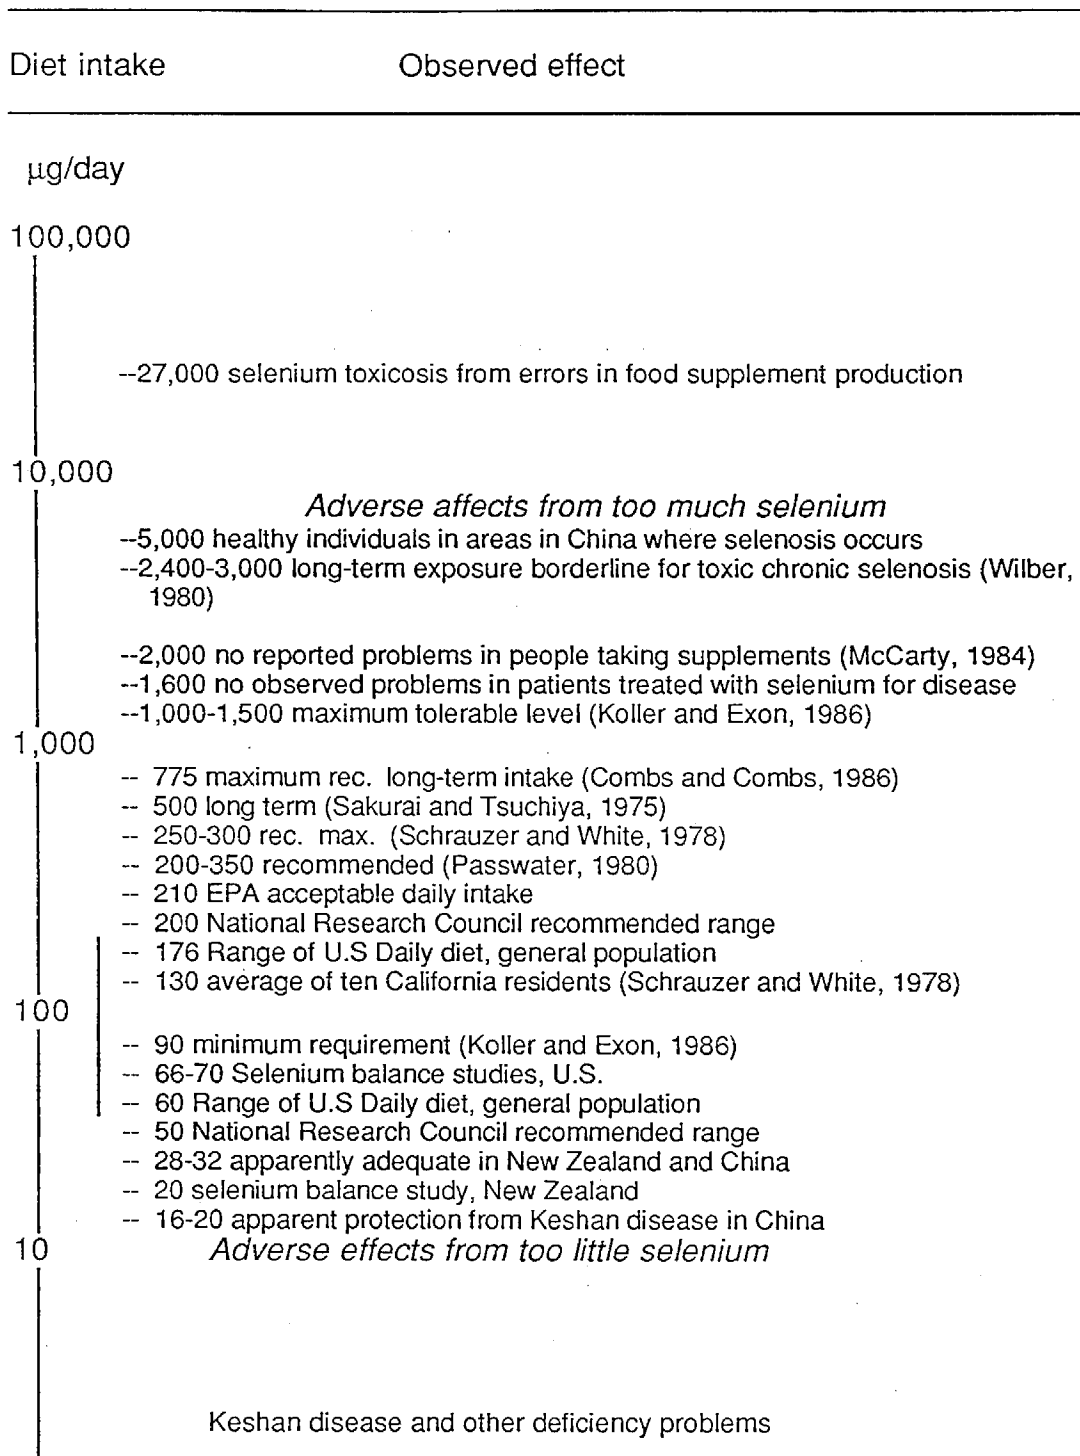 Diet intake Observed effect
µg/day
100,000
--27,000 selenium toxicosis from errors in food supplement production
10,000
Adverse affects from too much selenium
--5,000 healthy individuals in areas in China where selenosis occurs
--2,400-3,000 long-term exposure borderline for toxic chronic selenosis (Wilber,
1980)
--2,000 no reported problems in people taking supplements (McCarty, 1984)
--1,600 no observed problems in patients treated with selenium for disease
--1,000-1,500 maximum tolerable level (Koller and Exon, 1986)
1,000
-- 775 maximum rec. long-term intake (Combs and Combs, 1986)
-- 500 long term (Sakurai and Tsuchiya, 1975)
-- 250-300 rec. max. (Schrauzer and White, 1978)
-- 200-350 recommended (Passwater, 1980)
-- 210 EPA acceptable daily intake
-- 200 National Research Council recommended range
-- 176 Range of U.S Daily diet, general population
-- 130 average of ten California residents (Schrauzer and White, 1978)
100
-- 90 minimum requirement (Koller and Exon, 1986)
-- 66-70 Selenium balance studies, U.S.
-- 60 Range of U.S Daily diet, general population
-- 50 National Research Council recommended range
-- 28-32 apparently adequate in New Zealand and China
-- 20 selenium balance study, New Zealand
-- 16-20 apparent protection from Keshan disease in China
10 Adverse effects from too little selenium
Keshan disease and other deficiency problems